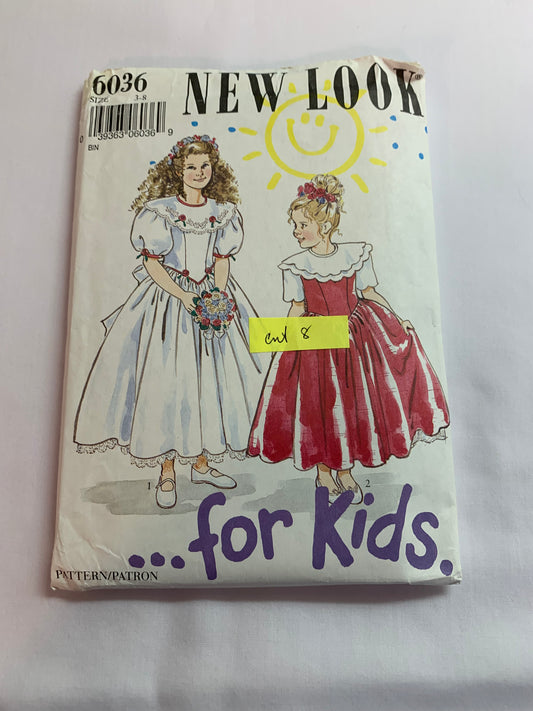 6036 NEW LOOK
SIZE 3-8
0 39363 06036 9
BIN
cut 8
1
2
...for Kids.
PATTERN/PATRON